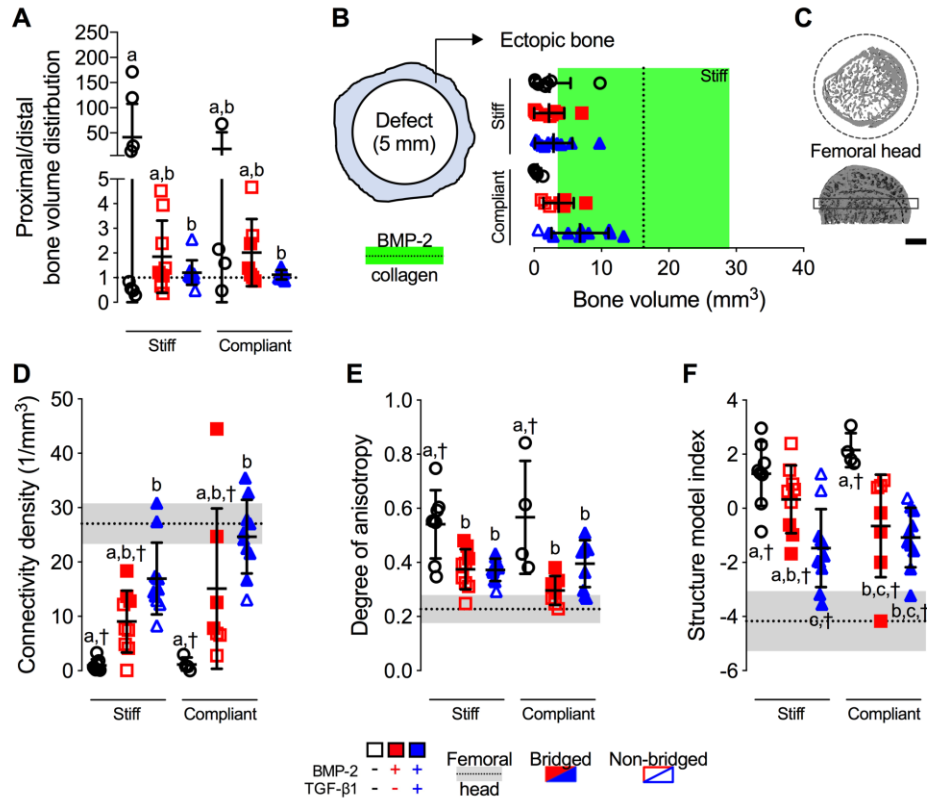 A
Proximal/distal
bone volume distirbution
250
200
150
100
50
5
4
3
2
1
0
a
a,b
b
a,b
a,b
b
Stiff
Compliant
B
Ectopic bone
Defect
(5 mm)
BMP-2
collagen
Stiff
Compliant
Stiff
0
10
20
30
40
Bone volume (mm³)
C
Femoral head
D
Connectivity density (1/mm³)
50
40
30
20
10
0
a,†
a,b,†
b
a,†
a,b,†
b
Stiff
Compliant
E
Degree of anisotropy
1.0
0.8
0.6
0.4
0.2
0.0
a,†
b
b
a,†
b
b
Stiff
Compliant
F
Structure model index
4
2
0
-2
-4
-6
a,†
a,b,†
c,†
a,†
b,c,†
b,c,†
Stiff
Compliant
BMP-2 - + +
TGF-β1 - - +
Femoral
head
Bridged
Non-bridged